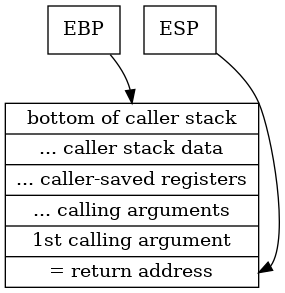 EBP
ESP
bottom of caller stack
... caller stack data
... caller-saved registers
... calling arguments
1st calling argument
= return address